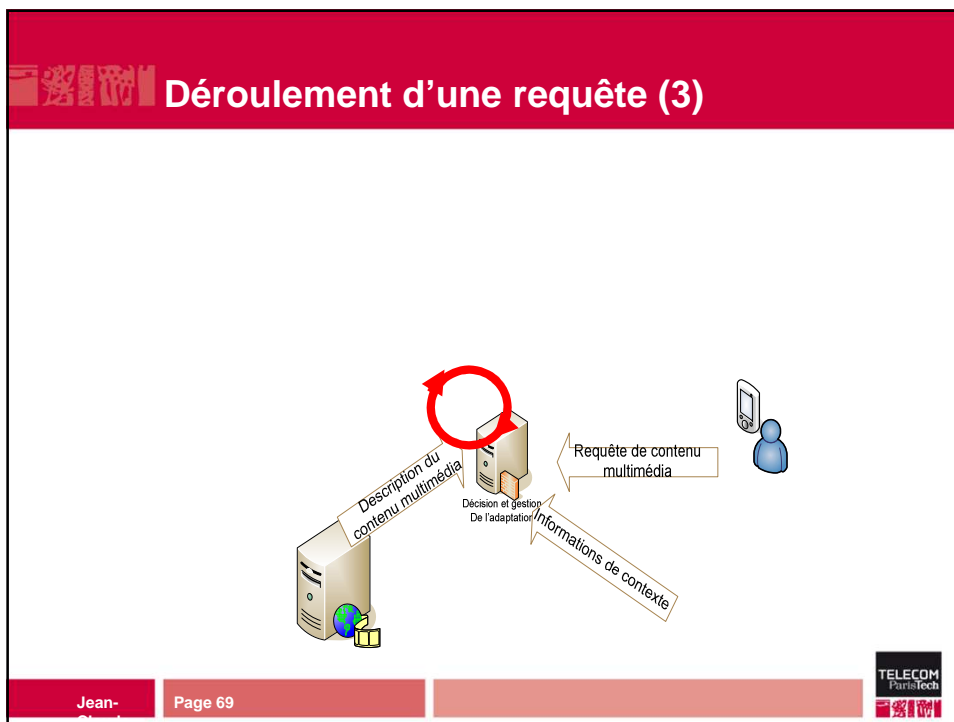 Déroulement d’une requête (3)
Requête de contenu
multimédia
Description du
contenu multimédia
Décision et gestion
De l’adaptation
Informations de contexte
Jean-
Page 69
TELECOM
ParisTech